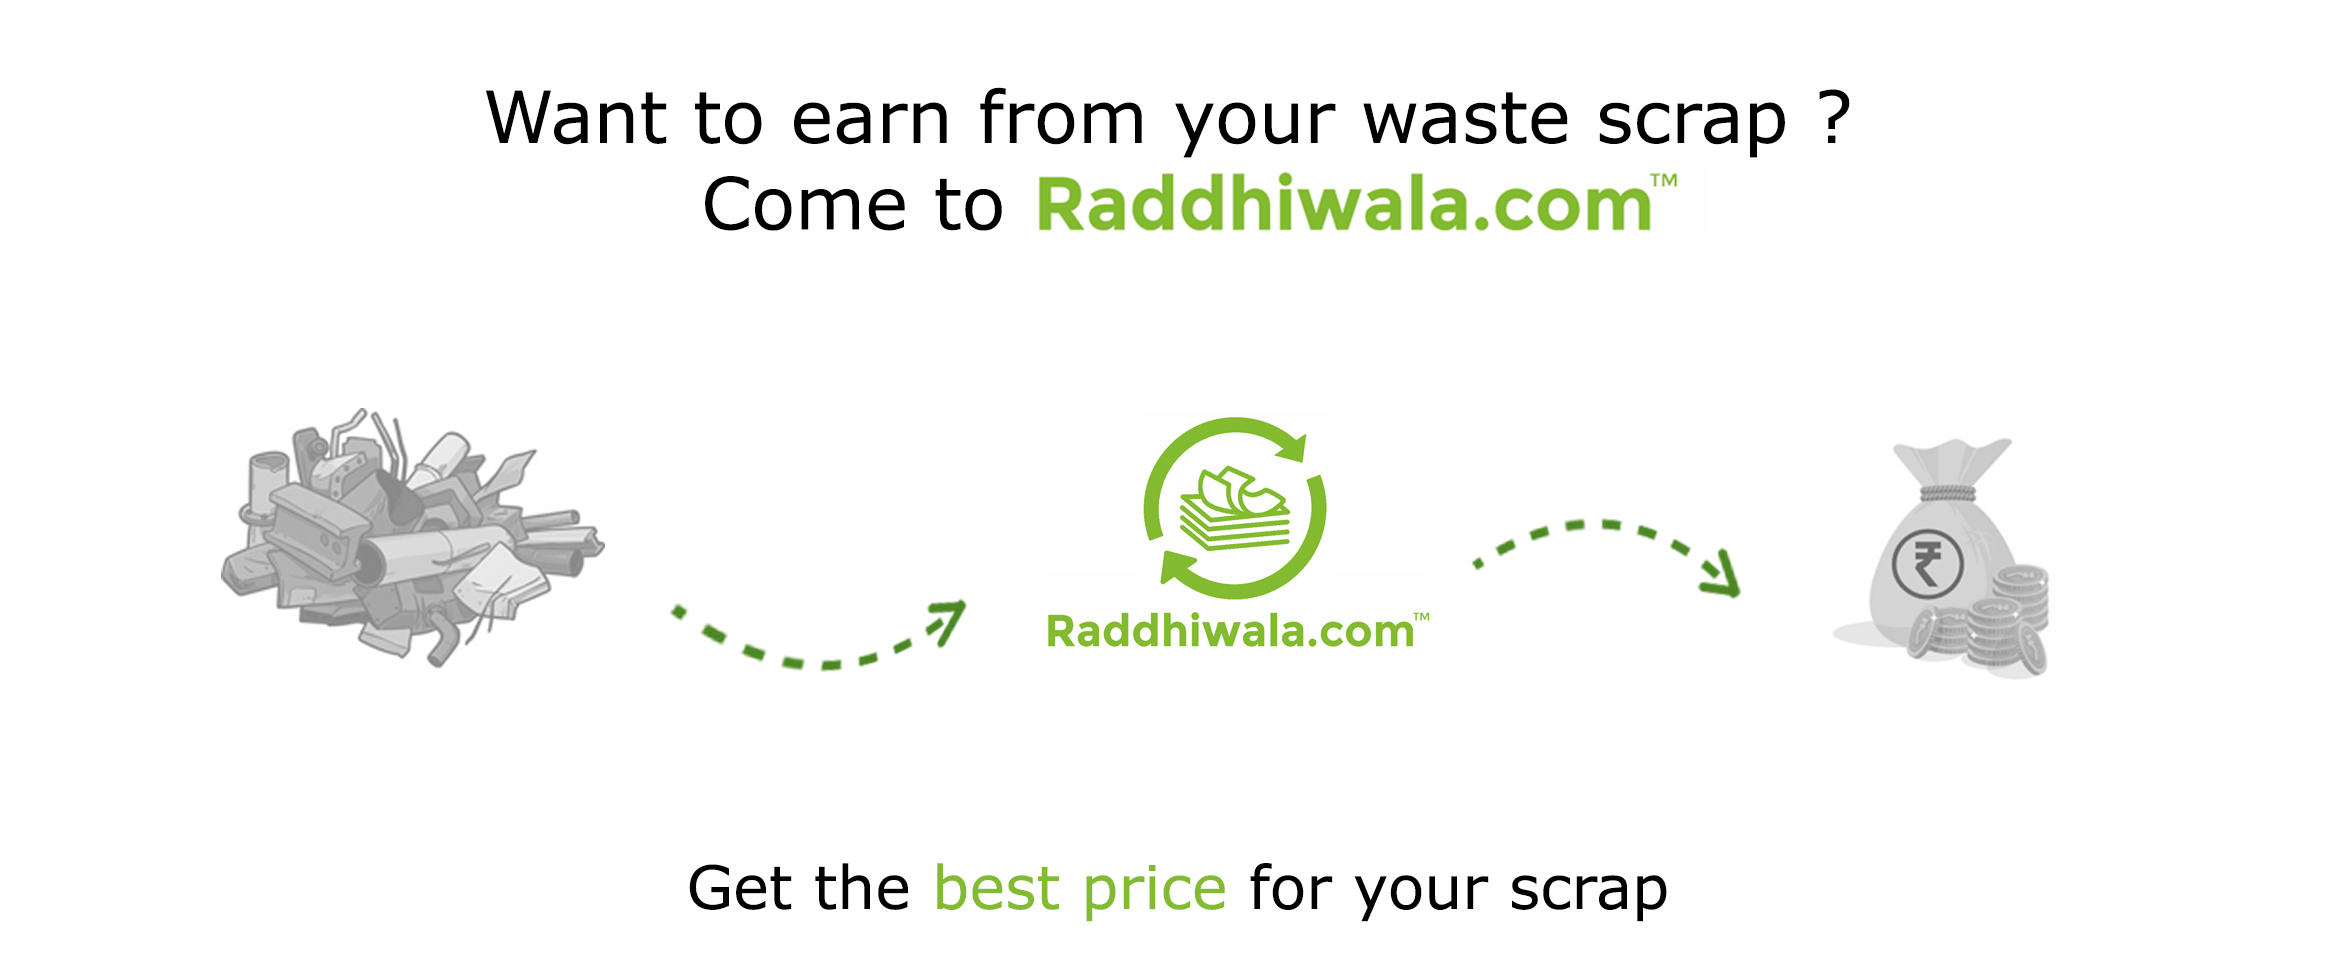 Want to earn from your waste scrap ?
Come to Raddhiwala.com™
₹
Raddhiwala.com™
Get the best price for your scrap